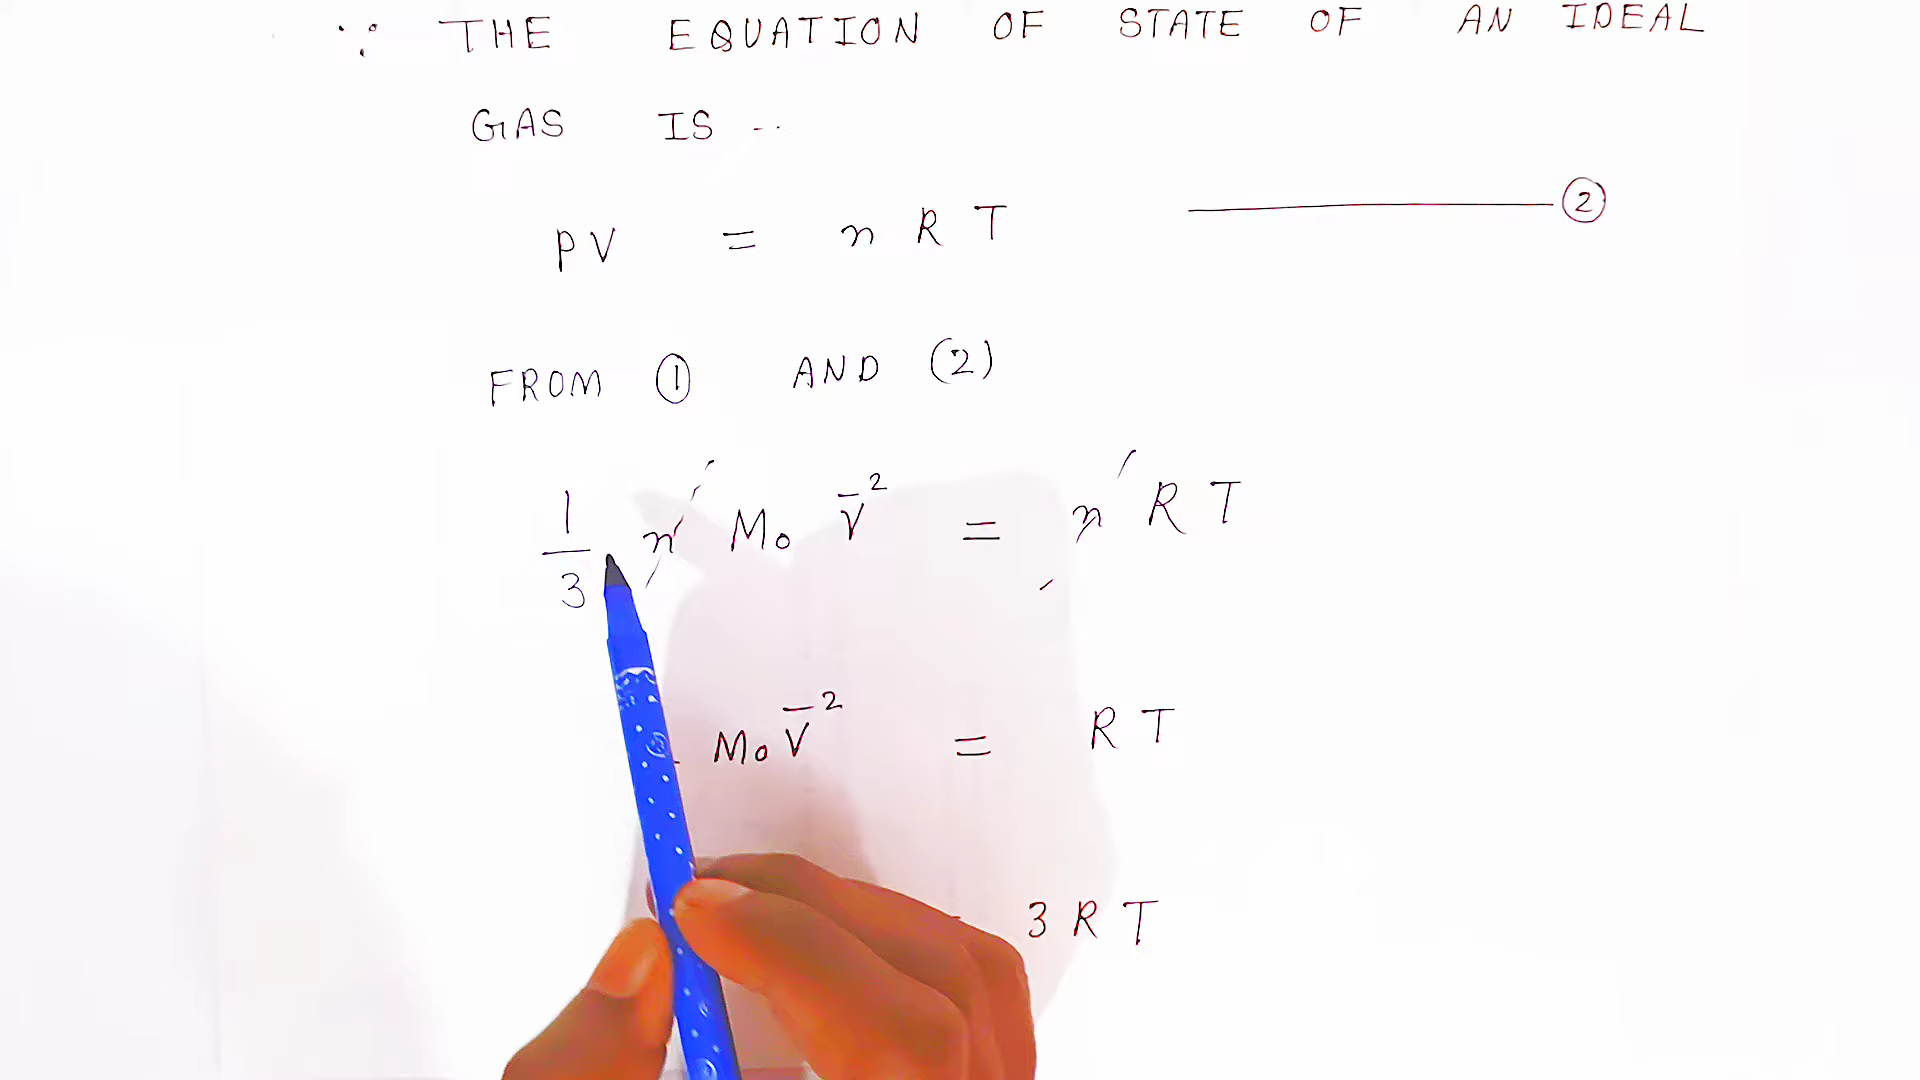 ∵ THE EQUATION OF STATE OF AN IDEAL
GAS IS ..
PV = n R T ——— ②
FROM ① AND (2)
1/3 n M₀ V̄² = n R T
M₀ V̄² = R T
3 R T